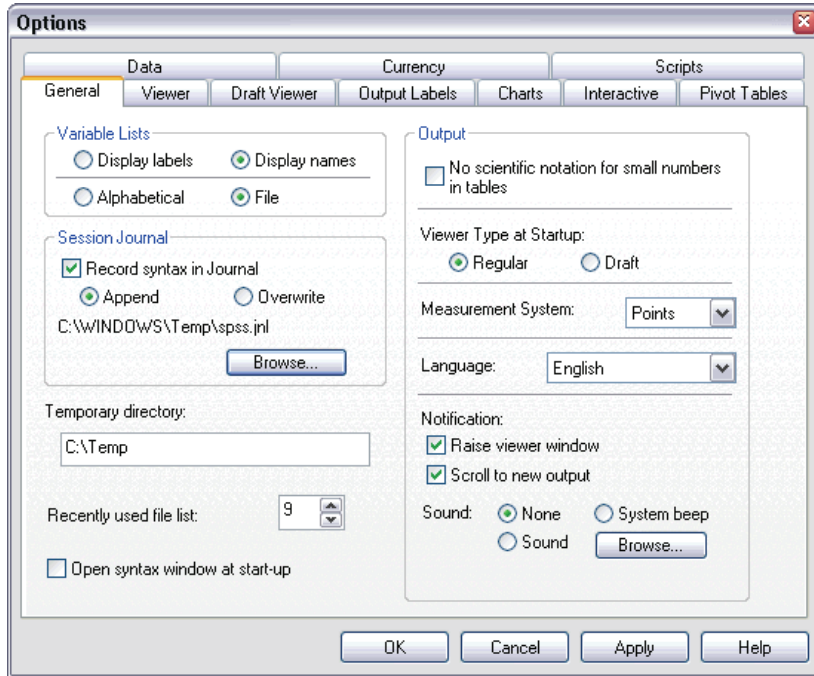 Options
Data Currency Scripts
General Viewer Draft Viewer Output Labels Charts Interactive Pivot Tables
Variable Lists
Display labels Display names
Alphabetical File
Session Journal
Record syntax in Journal
Append Overwrite
C:\WINDOWS\Temp\spss.jnl
Browse...
Temporary directory:
C:\Temp
Recently used file list: 9
Open syntax window at start-up
Output
No scientific notation for small numbers
in tables
Viewer Type at Startup:
Regular Draft
Measurement System: Points
Language: English
Notification:
Raise viewer window
Scroll to new output
Sound: None System beep
Sound Browse...
OK Cancel Apply Help